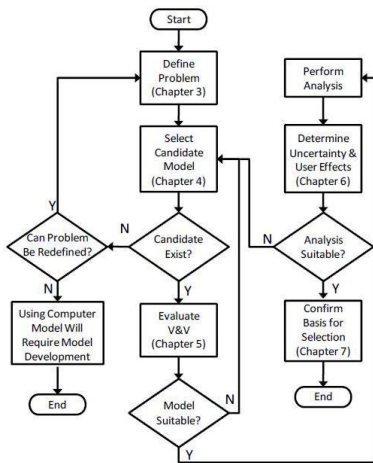 Start
Define
Problem
(Chapter 3)
Perform
Analysis
Select
Candidate
Model
(Chapter 4)
Determine
Uncertainty &
User Effects
(Chapter 6)
Y
N
N
Can Problem
Be Redefined?
Candidate
Exist?
Analysis
Suitable?
N
Y
Y
Using Computer
Model Will
Require Model
Development
Evaluate
V&V
(Chapter 5)
Confirm
Basis for
Selection
(Chapter 7)
End
N
End
Model
Suitable?
Y